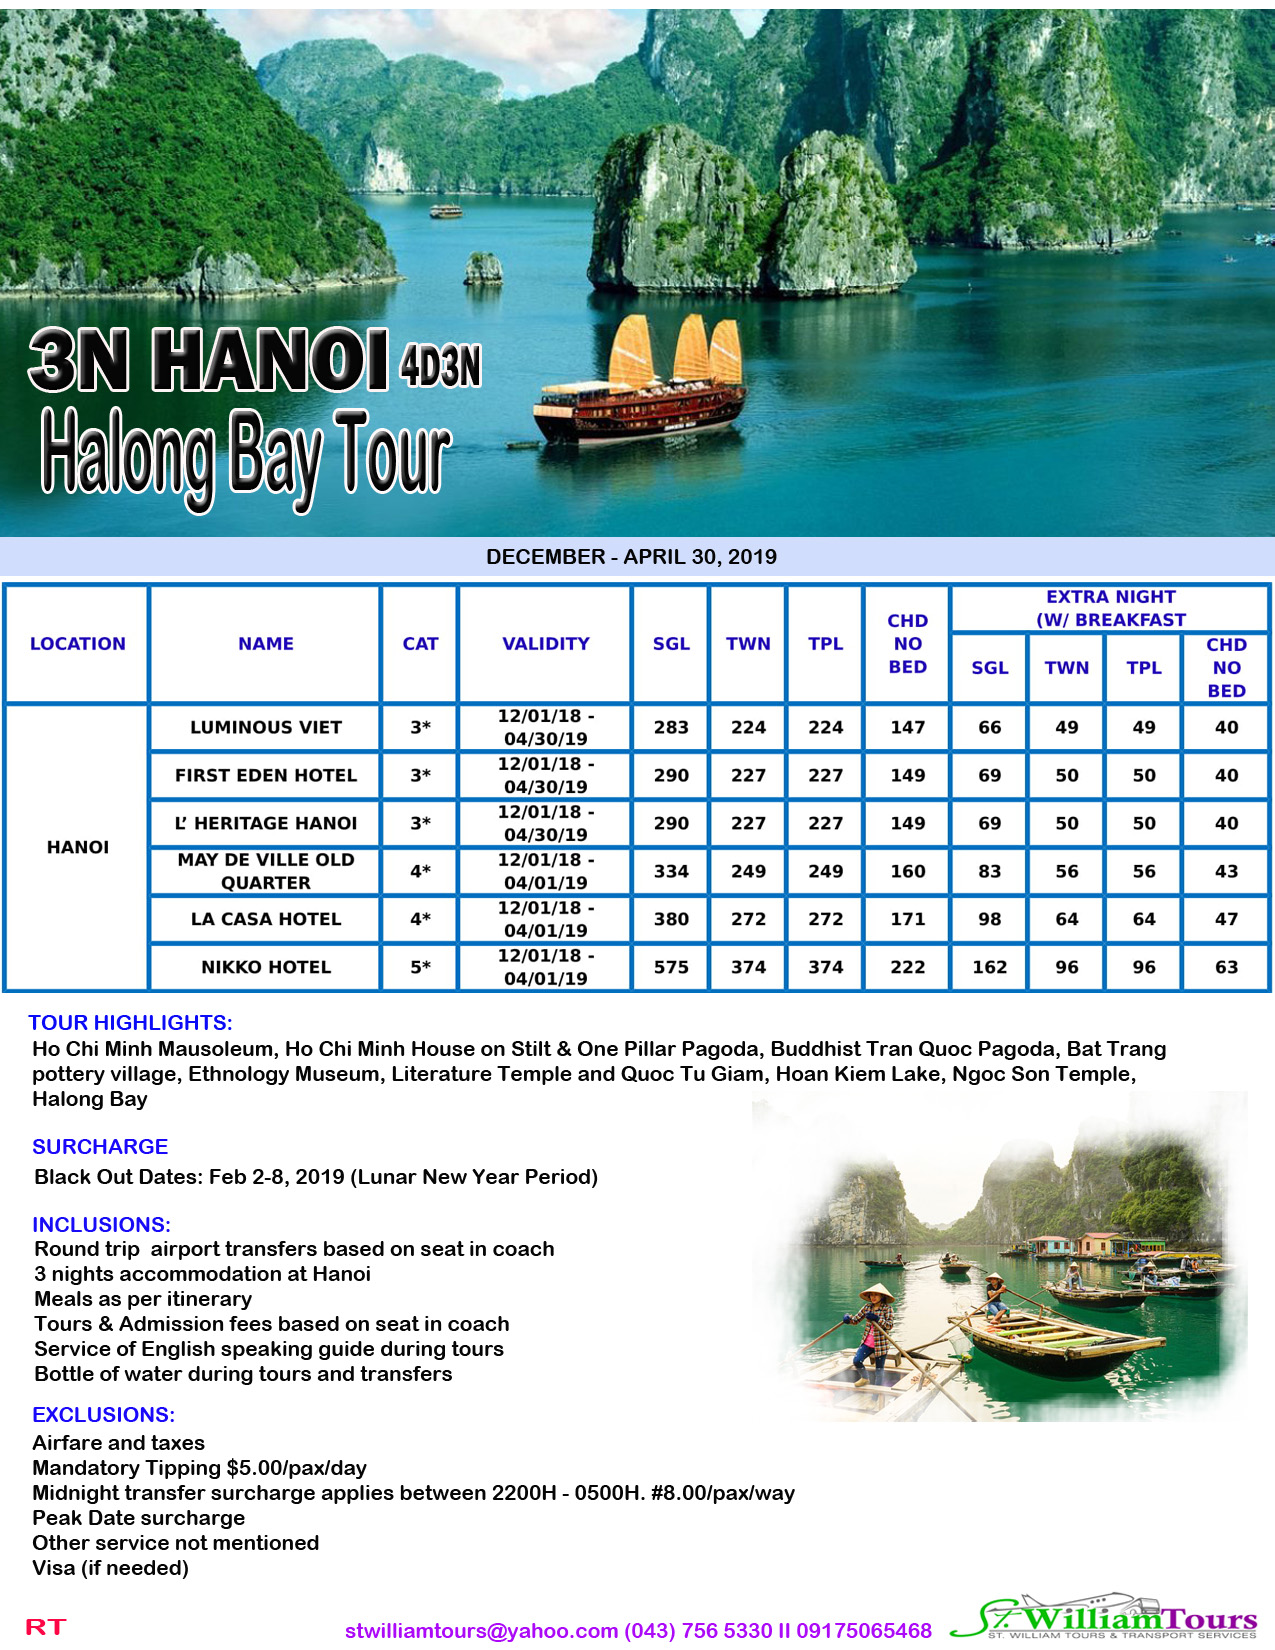 3N HANOI 4D3N
Halong Bay Tour
DECEMBER - APRIL 30, 2019
LOCATION NAME CAT VALIDITY SGL TWN TPL CHD NO BED EXTRA NIGHT (W/ BREAKFAST
SGL TWN TPL CHD NO BED
HANOI
LUMINOUS VIET 3* 12/01/18 - 04/30/19 283 224 224 147 66 49 49 40
FIRST EDEN HOTEL 3* 12/01/18 - 04/30/19 290 227 227 149 69 50 50 40
L’ HERITAGE HANOI 3* 12/01/18 - 04/30/19 290 227 227 149 69 50 50 40
MAY DE VILLE OLD QUARTER 4* 12/01/18 - 04/01/19 334 249 249 160 83 56 56 43
LA CASA HOTEL 4* 12/01/18 - 04/01/19 380 272 272 171 98 64 64 47
NIKKO HOTEL 5* 12/01/18 - 04/01/19 575 374 374 222 162 96 96 63
TOUR HIGHLIGHTS:
Ho Chi Minh Mausoleum, Ho Chi Minh House on Stilt & One Pillar Pagoda, Buddhist Tran Quoc Pagoda, Bat Trang
pottery village, Ethnology Museum, Literature Temple and Quoc Tu Giam, Hoan Kiem Lake, Ngoc Son Temple,
Halong Bay
SURCHARGE
Black Out Dates: Feb 2-8, 2019 (Lunar New Year Period)
INCLUSIONS:
Round trip airport transfers based on seat in coach
3 nights accommodation at Hanoi
Meals as per itinerary
Tours & Admission fees based on seat in coach
Service of English speaking guide during tours
Bottle of water during tours and transfers
EXCLUSIONS:
Airfare and taxes
Mandatory Tipping $5.00/pax/day
Midnight transfer surcharge applies between 2200H - 0500H. #8.00/pax/way
Peak Date surcharge
Other service not mentioned
Visa (if needed)
RT
stwilliamtours@yahoo.com (043) 756 5330 II 09175065468
St. WilliamTours
ST. WILLIAM TOURS & TRANSPORT SERVICES